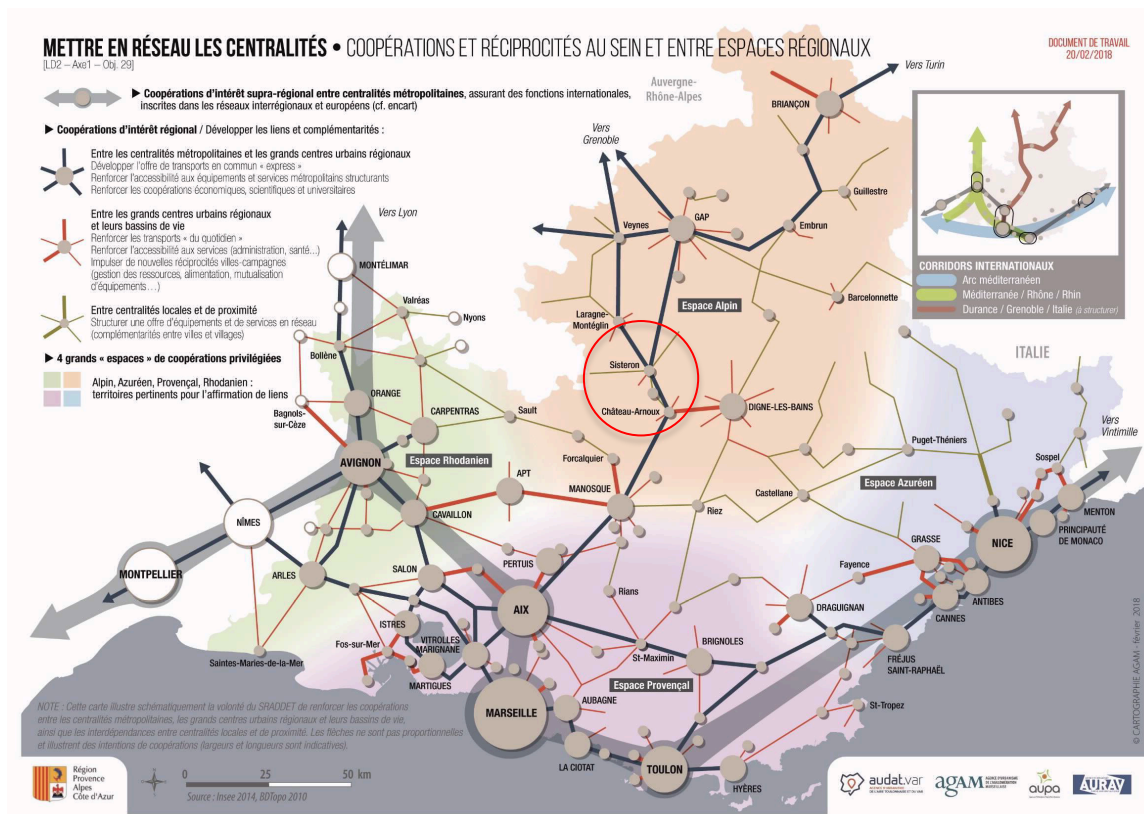 METTRE EN RÉSEAU LES CENTRALITÉS • COOPÉRATIONS ET RÉCIPROCITÉS AU SEIN ET ENTRE ESPACES RÉGIONAUX
[LD2 – Axe1 – Obj. 29]
DOCUMENT DE TRAVAIL
20/02/2018
▶ Coopérations d'intérêt supra-régional entre centralités métropolitaines, assurant des fonctions internationales,
inscrites dans les réseaux interrégionaux et européens (cf. encart)
▶ Coopérations d'intérêt régional / Développer les liens et complémentarités :
Entre les centralités métropolitaines et les grands centres urbains régionaux
Développer l'offre de transports en commun « express »
Renforcer l'accessibilité aux équipements et services métropolitains structurants
Renforcer les coopérations économiques, scientifiques et universitaires
Entre les grands centres urbains régionaux
et leurs bassins de vie
Renforcer les transports « du quotidien »
Renforcer l'accessibilité aux services (administration, santé...)
Impulser de nouvelles réciprocités villes-campagnes
(gestion des ressources, alimentation, mutualisation
d'équipements...)
Entre centralités locales et de proximité
Structurer une offre d'équipements et de services en réseau
(complémentarités entre villes et villages)
▶ 4 grands « espaces » de coopérations privilégiées
Alpin, Azuréen, Provençal, Rhodanien :
territoires pertinents pour l'affirmation de liens
Auvergne-
Rhône-Alpes
Vers Turin
BRIANÇON
Vers
Grenoble
Guillestre
Vers Lyon
Veynes
GAP
Embrun
MONTÉLIMAR
CORRIDORS INTERNATIONAUX
Arc méditerranéen
Méditerranée / Rhône / Rhin
Durance / Grenoble / Italie (à structurer)
Valréas
Nyons
Espace Alpin
Barcelonnette
Laragne-
Montéglin
Bollène
ITALIE
Sisteron
ORANGE
Bagnols-
sur-Cèze
CARPENTRAS
Sault
Château-Arnoux
DIGNE-LES-BAINS
Vers
Vintimille
Puget-Théniers
AVIGNON
Espace Rhodanien
Forcalquier
Sospel
APT
MANOSQUE
Castellane
Espace Azuréen
MENTON
NÎMES
CAVAILLON
Riez
PRINCIPAUTÉ
DE MONACO
NICE
GRASSE
MONTPELLIER
ARLES
SALON
PERTUIS
Fayence
ANTIBES
Rians
AIX
DRAGUIGNAN
CANNES
ISTRES
VITROLLES
MARIGNANE
Fos-sur-Mer
BRIGNOLES
St-Maximin
FRÉJUS
SAINT-RAPHAËL
Saintes-Maries-de-la-Mer
MARTIGUES
Espace Provençal
AUBAGNE
St-Tropez
MARSEILLE
LA CIOTAT
TOULON
HYÈRES
NOTE : Cette carte illustre schématiquement la volonté du SRADDET de renforcer les coopérations
entre les centralités métropolitaines, les grands centres urbains régionaux et leurs bassins de vie,
ainsi que les interdépendances entre centralités locales et de proximité. Les flèches ne sont pas proportionnelles
et illustrent des intentions de coopérations (largeurs et longueurs sont indicatives).
© CARTOGRAPHIE AGAM - février 2018
Région
Provence
Alpes
Côte d'Azur
0 25 50 km
Source : Insee 2014, BDTopo 2010
audat.var
agAM
aupa
AURAV